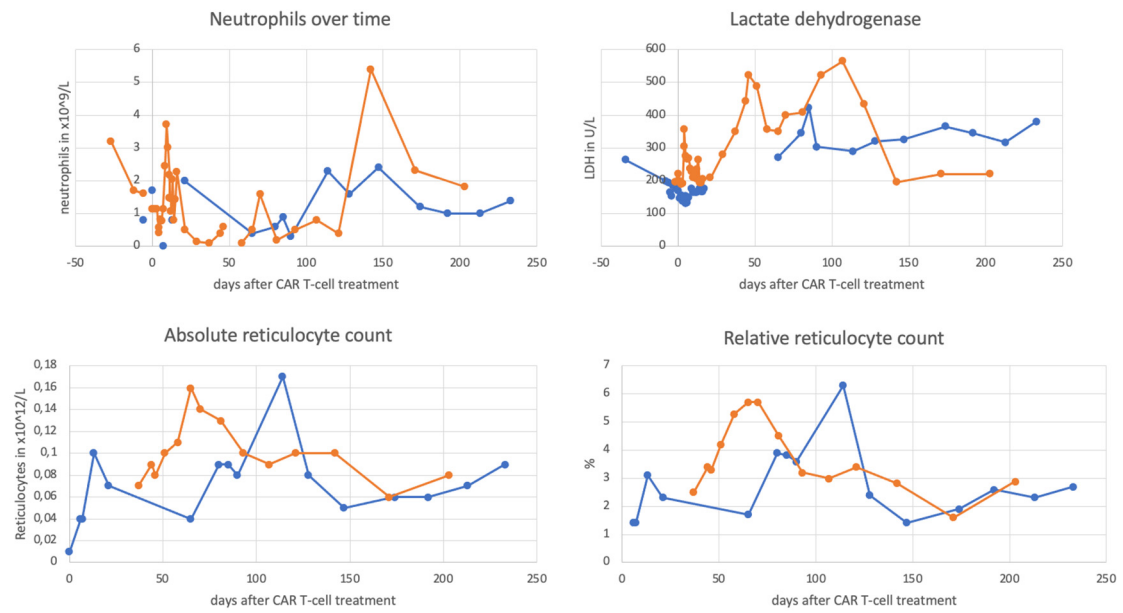 Neutrophils over time
neutrophils in x10^9/L
6
5
4
3
2
1
0
-50 0 50 100 150 200 250
days after CAR T-cell treatment
Lactate dehydrogenase
LDH in U/L
600
500
400
300
200
100
0
-50 0 50 100 150 200 250
days after CAR T-cell treatment
Absolute reticulocyte count
Reticulocytes in x10^12/L
0,18
0,16
0,14
0,12
0,1
0,08
0,06
0,04
0,02
0
0 50 100 150 200 250
days after CAR T-cell treatment
Relative reticulocyte count
%
7
6
5
4
3
2
1
0
0 50 100 150 200 250
days after CAR T-cell treatment